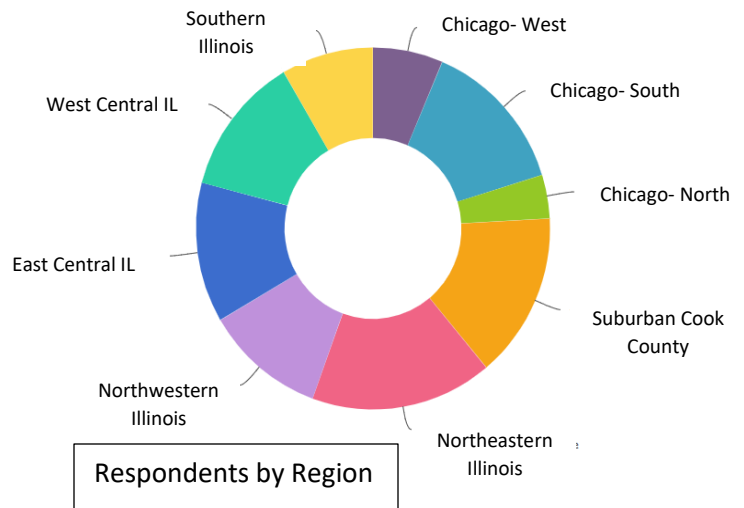 Southern
Illinois
Chicago- West
West Central IL
Chicago- South
Chicago- North
East Central IL
Suburban Cook
County
Northwestern
Illinois
Northeastern
Illinois
Respondents by Region